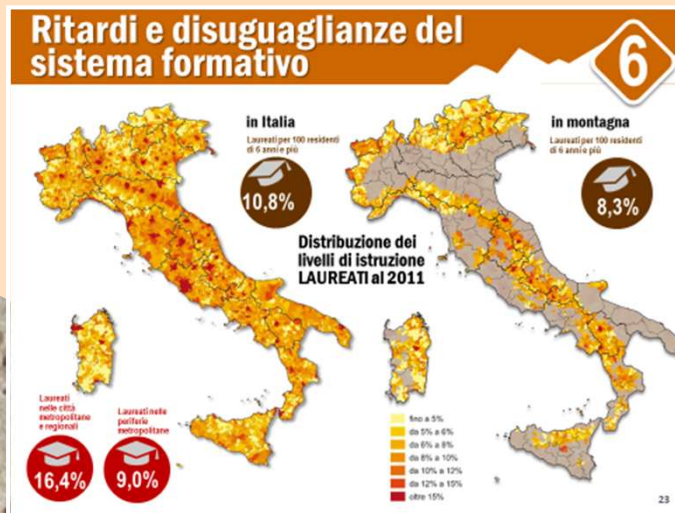 Ritardi e disuguaglianze del
sistema formativo
6
in Italia
Laureati per 100 residenti
di 6 anni e più
10,8%
in montagna
Laureati per 100 residenti
di 6 anni e più
8,3%
Distribuzione dei
livelli di istruzione
LAUREATI al 2011
Laureati
nelle città
metropolitane
e regionali
16,4%
Laureati nelle
periferie
metropolitane
9,0%
fino a 5%
da 5% a 6%
da 6% a 8%
da 8% a 10%
da 10% a 12%
da 12% a 15%
oltre 15%
23